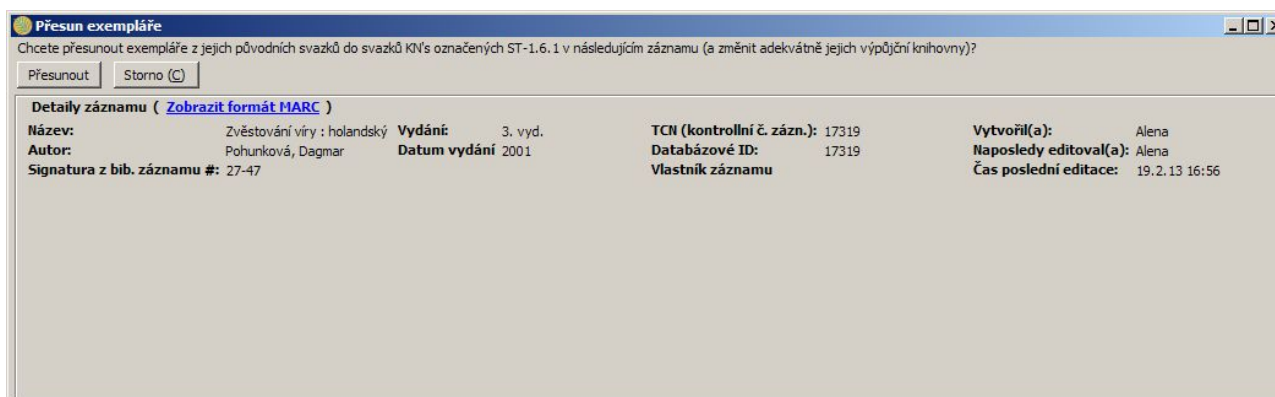 Přesun exempláře
Chcete přesunout exempláře z jejich původních svazků do svazků KN's označených ST-1.6.1 v následujícím záznamu (a změnit adekvátně jejich výpůjční knihovny)?
Přesunout Storno (C)
Detaily záznamu ( Zobrazit formát MARC )
Název: Zvěstování víry : holandský Vydání: 3. vyd. TCN (kontrollní č. zázn.): 17319 Vytvořil(a): Alena
Autor: Pohunková, Dagmar Datum vydání 2001 Databázové ID: 17319 Naposledy editoval(a): Alena
Signatura z bib. záznamu #: 27-47 Vlastník záznamu Čas poslední editace: 19.2.13 16:56